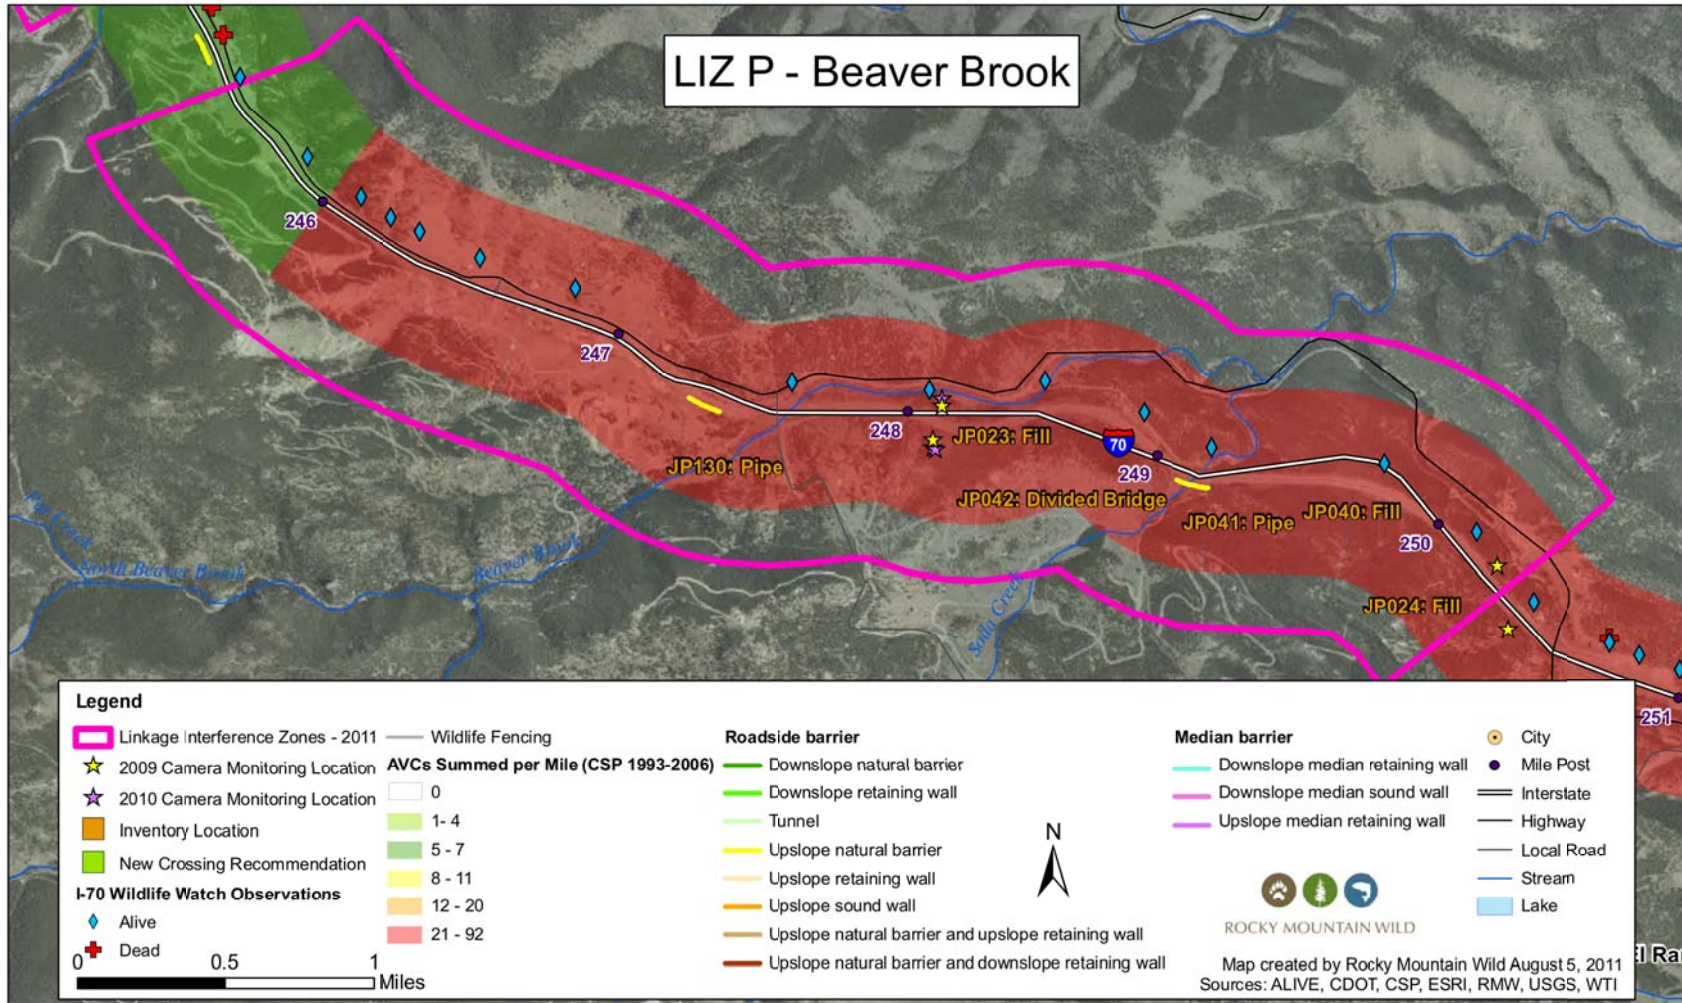 LIZ P - Beaver Brook
246
247
248
JP023: Fill
70
249
JP130: Pipe
JP042: Divided Bridge
JP041: Pipe
JP040: Fill
250
Pat Creek
North Beaver Brook
Beaver Brook
Soda Creek
JP024: Fill
251
Legend
Linkage Interference Zones - 2011
2009 Camera Monitoring Location
2010 Camera Monitoring Location
Inventory Location
New Crossing Recommendation
I-70 Wildlife Watch Observations
Alive
Dead
0 0.5 1
Miles
Wildlife Fencing
AVCs Summed per Mile (CSP 1993-2006)
0
1- 4
5 - 7
8 - 11
12 - 20
21 - 92
Roadside barrier
Downslope natural barrier
Downslope retaining wall
Tunnel
Upslope natural barrier
Upslope retaining wall
Upslope sound wall
Upslope natural barrier and upslope retaining wall
Upslope natural barrier and downslope retaining wall
N
Median barrier
Downslope median retaining wall
Downslope median sound wall
Upslope median retaining wall
City
Mile Post
Interstate
Highway
Local Road
Stream
Lake
ROCKY MOUNTAIN WILD
El Ra
Map created by Rocky Mountain Wild August 5, 2011
Sources: ALIVE, CDOT, CSP, ESRI, RMW, USGS, WTI